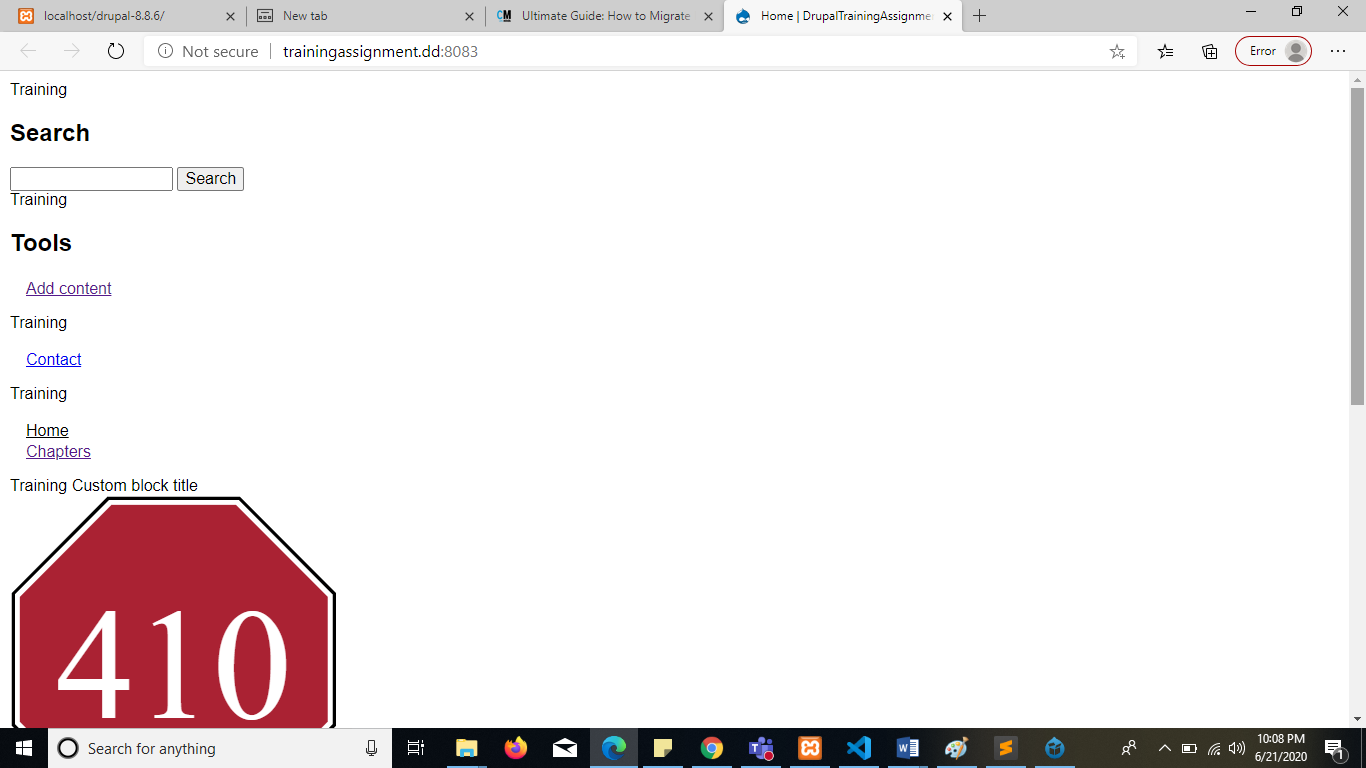 localhost/drupal-8.8.6/
New tab
Ultimate Guide: How to Migrate
Home | DrupalTrainingAssignme
Not secure
trainingassignment.dd:8083
Error
Training
Search
Search
Training
Tools
Add content
Training
Contact
Training
Home
Chapters
Training Custom block title
410
Search for anything
10:08 PM
6/21/2020
1